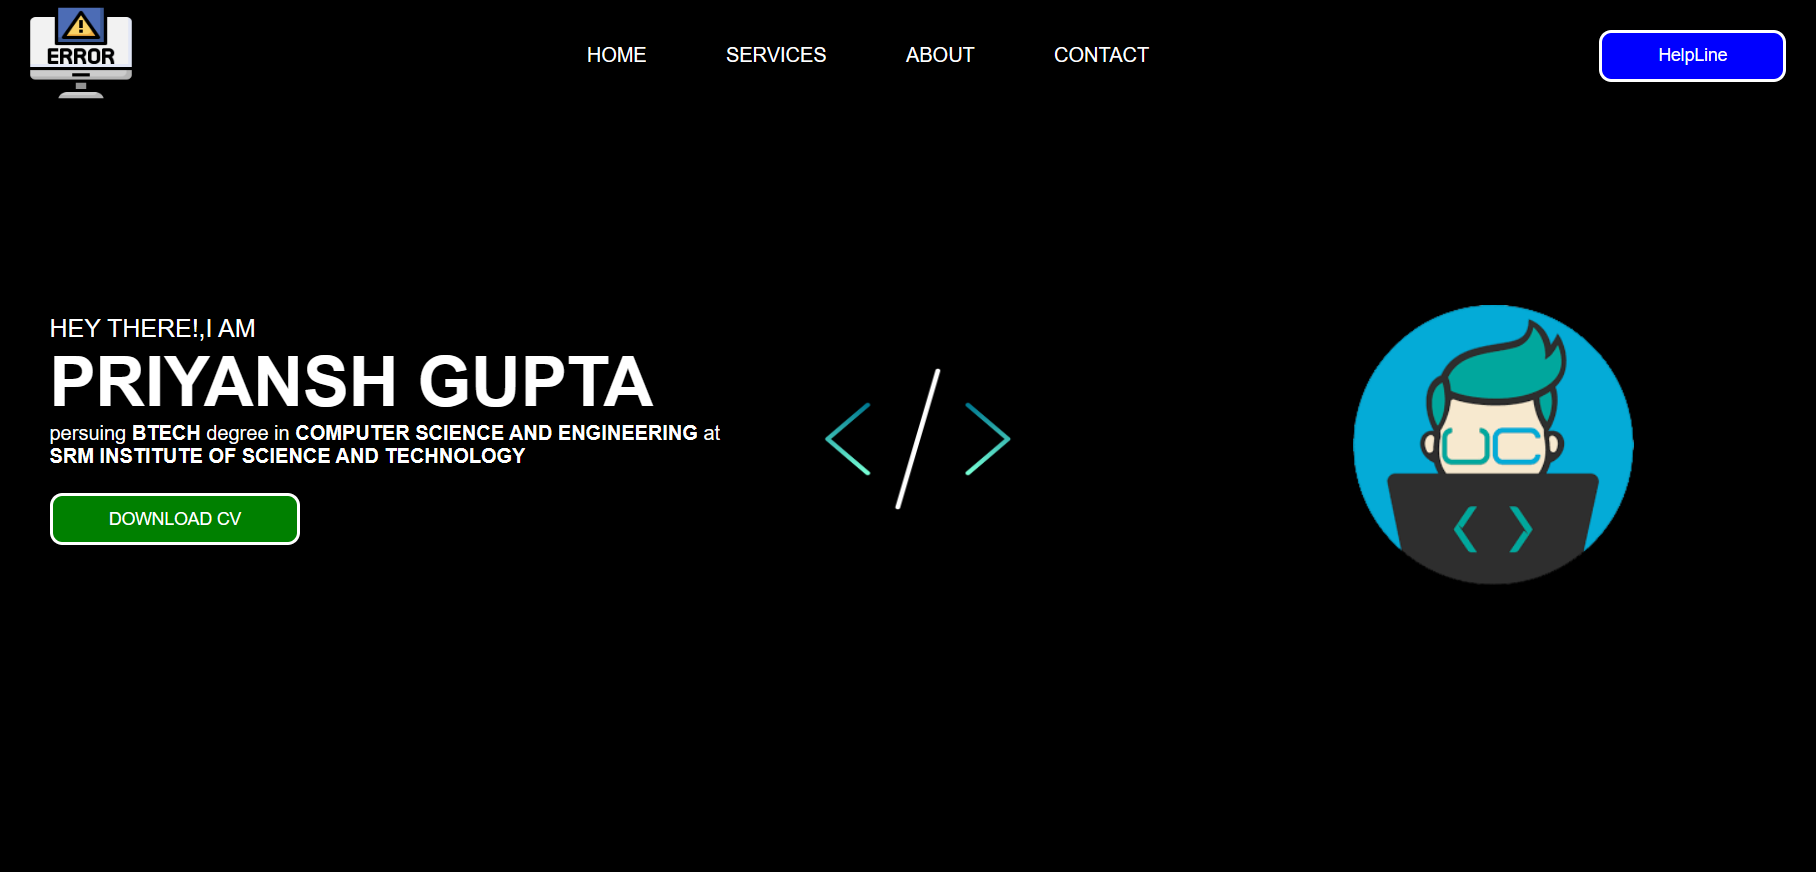 ERROR
HOME SERVICES ABOUT CONTACT
HelpLine
HEY THERE!,I AM
PRIYANSH GUPTA
persuing BTECH degree in COMPUTER SCIENCE AND ENGINEERING at
SRM INSTITUTE OF SCIENCE AND TECHNOLOGY
DOWNLOAD CV